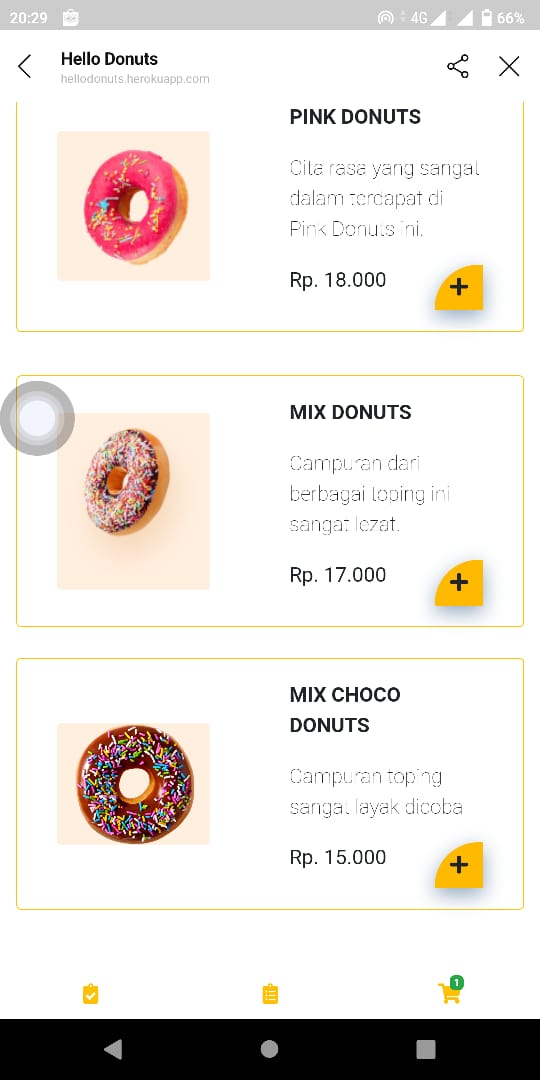 20:29 4G 66%
Hello Donuts
hellodonuts.herokuapp.com
PINK DONUTS
Cita rasa yang sangat
dalam terdapat di
Pink Donuts ini.
Rp. 18.000
+
MIX DONUTS
Campuran dari
berbagai toping ini
sangat lezat.
Rp. 17.000
+
MIX CHOCO
DONUTS
Campuran toping
sangat layak dicoba
Rp. 15.000
+
1